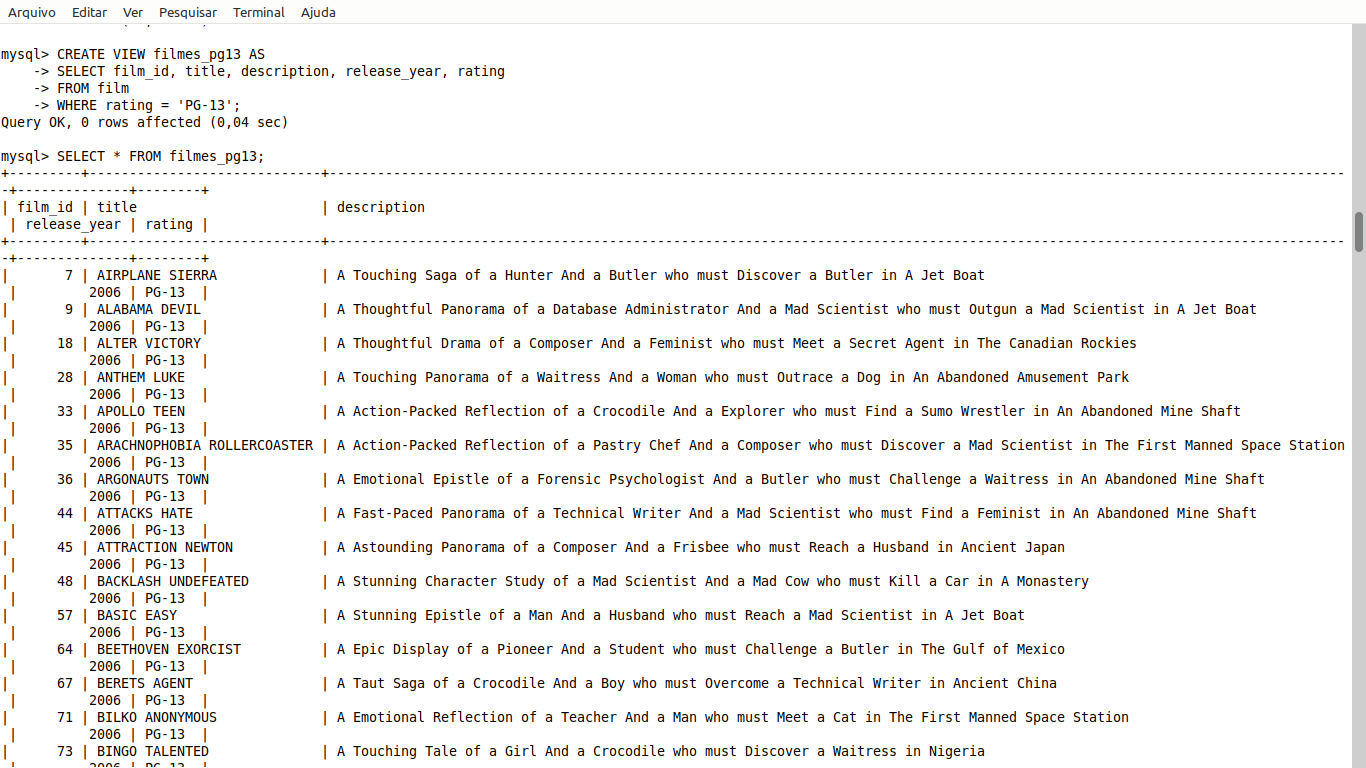 Arquivo Editar Ver Pesquisar Terminal Ajuda
mysql> CREATE VIEW filmes_pg13 AS
    -> SELECT film_id, title, description, release_year, rating
    -> FROM film
    -> WHERE rating = 'PG-13';
Query OK, 0 rows affected (0,04 sec)
mysql> SELECT * FROM filmes_pg13;
+---------+-----------------------------+-------------------------------------------------------------------------------------------------------------------------------
-+--------------+--------+
| film_id | title                       | description
 | release_year | rating |
+---------+-----------------------------+-------------------------------------------------------------------------------------------------------------------------------
-+--------------+--------+
|       7 | AIRPLANE SIERRA             | A Touching Saga of a Hunter And a Butler who must Discover a Butler in A Jet Boat
 |         2006 | PG-13  |
|       9 | ALABAMA DEVIL               | A Thoughtful Panorama of a Database Administrator And a Mad Scientist who must Outgun a Mad Scientist in A Jet Boat
 |         2006 | PG-13  |
|      18 | ALTER VICTORY               | A Thoughtful Drama of a Composer And a Feminist who must Meet a Secret Agent in The Canadian Rockies
 |         2006 | PG-13  |
|      28 | ANTHEM LUKE                 | A Touching Panorama of a Waitress And a Woman who must Outrace a Dog in An Abandoned Amusement Park
 |         2006 | PG-13  |
|      33 | APOLLO TEEN                 | A Action-Packed Reflection of a Crocodile And a Explorer who must Find a Sumo Wrestler in An Abandoned Mine Shaft
 |         2006 | PG-13  |
|      35 | ARACHNOPHOBIA ROLLERCOASTER | A Action-Packed Reflection of a Pastry Chef And a Composer who must Discover a Mad Scientist in The First Manned Space Station
 |         2006 | PG-13  |
|      36 | ARGONAUTS TOWN              | A Emotional Epistle of a Forensic Psychologist And a Butler who must Challenge a Waitress in An Abandoned Mine Shaft
 |         2006 | PG-13  |
|      44 | ATTACKS HATE                | A Fast-Paced Panorama of a Technical Writer And a Mad Scientist who must Find a Feminist in An Abandoned Mine Shaft
 |         2006 | PG-13  |
|      45 | ATTRACTION NEWTON           | A Astounding Panorama of a Composer And a Frisbee who must Reach a Husband in Ancient Japan
 |         2006 | PG-13  |
|      48 | BACKLASH UNDEFEATED         | A Stunning Character Study of a Mad Scientist And a Mad Cow who must Kill a Car in A Monastery
 |         2006 | PG-13  |
|      57 | BASIC EASY                  | A Stunning Epistle of a Man And a Husband who must Reach a Mad Scientist in A Jet Boat
 |         2006 | PG-13  |
|      64 | BEETHOVEN EXORCIST          | A Epic Display of a Pioneer And a Student who must Challenge a Butler in The Gulf of Mexico
 |         2006 | PG-13  |
|      67 | BERETS AGENT                | A Taut Saga of a Crocodile And a Boy who must Overcome a Technical Writer in Ancient China
 |         2006 | PG-13  |
|      71 | BILKO ANONYMOUS             | A Emotional Reflection of a Teacher And a Man who must Meet a Cat in The First Manned Space Station
 |         2006 | PG-13  |
|      73 | BINGO TALENTED              | A Touching Tale of a Girl And a Crocodile who must Discover a Waitress in Nigeria
 |         2006 | PG-13  |